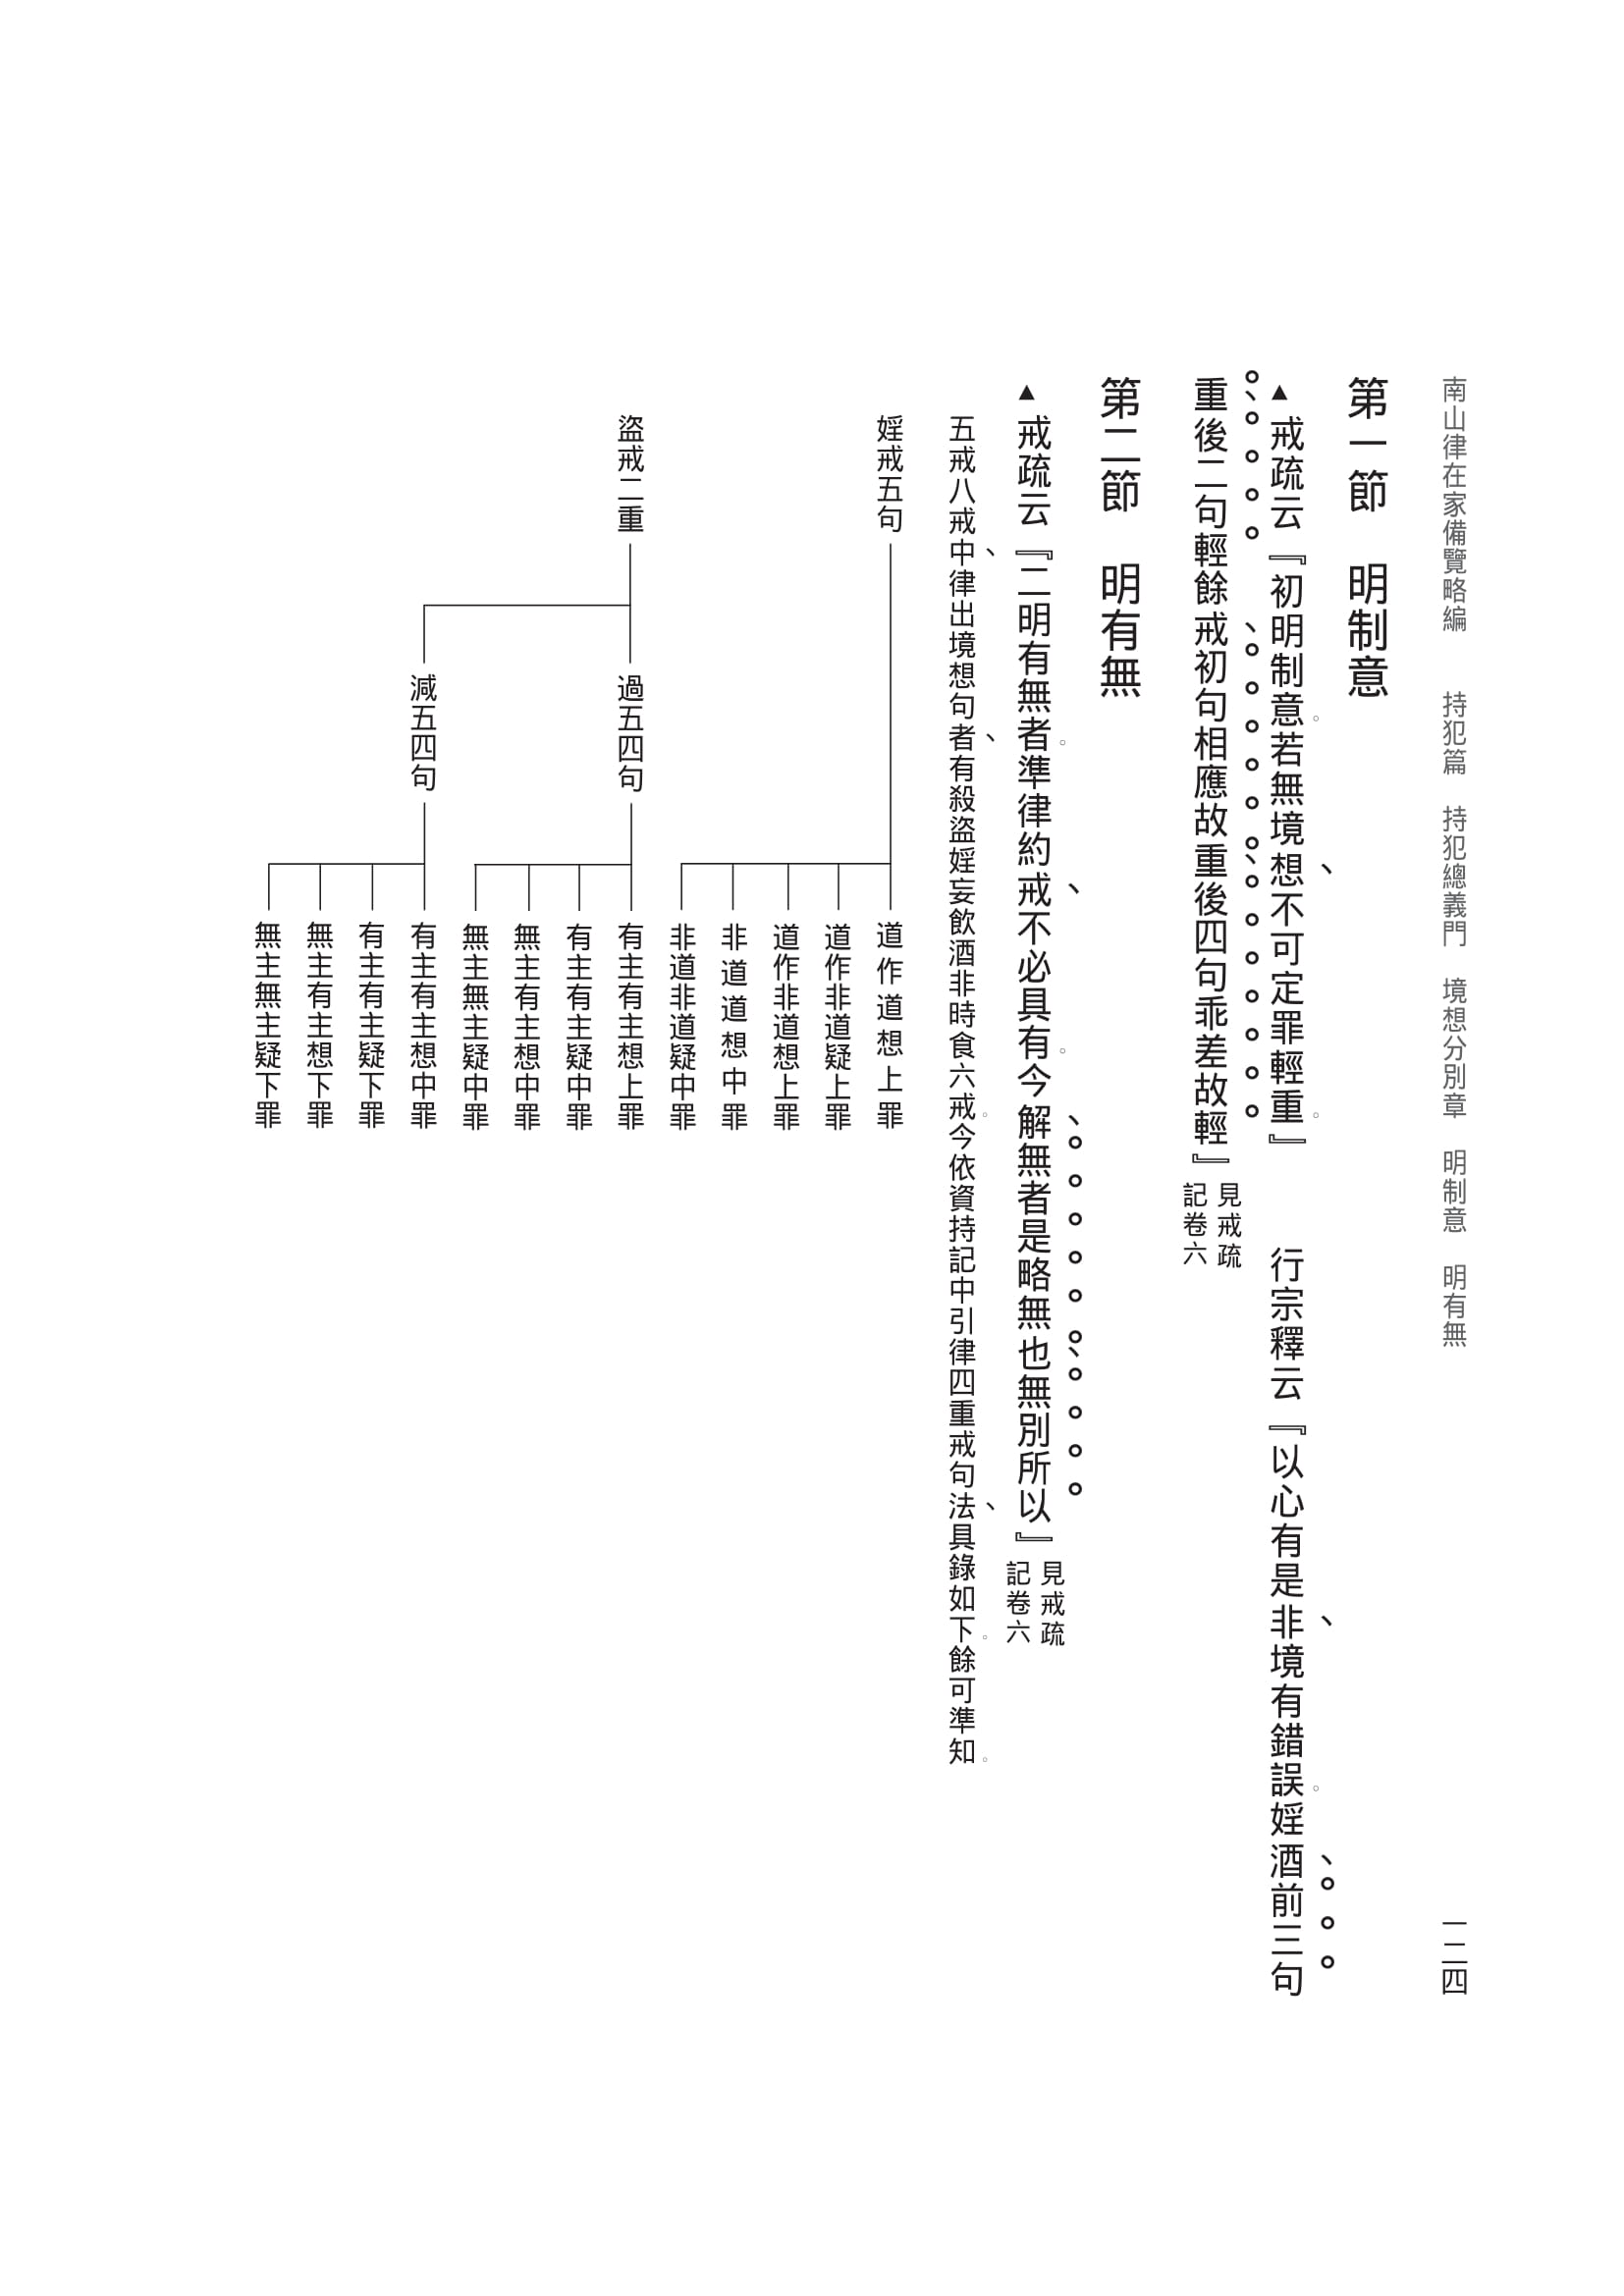 南山律在家備覽略編　持犯篇　持犯總義門　境想分別章　明制意　明有無
一二四
第一節　明制意
▲戒疏云『初明制意。若無境想、不可定罪輕重。』　行宗釋云『以心有是非、境有錯誤。婬酒、前三句
重、後二句輕餘戒、初句相應故重、後四句乖差故輕』見戒疏記卷六
第二節　明有無
▲戒疏云『二明有無者。準律約戒、不必具有。今解、無者是略無也、無別所以』見戒疏記卷六
五戒八戒中、律出境想句者、有殺盜婬妄飲酒非時食六戒。今依資持記中引律四重戒句法、具錄如下。餘可準知。
婬戒五句
道作道想上罪
道作非道疑上罪
道作非道想上罪
非道道想中罪
非道非道疑中罪
盜戒二重
過五四句
有主有主想上罪
有主有主疑中罪
無主有主想中罪
無主無主疑中罪
減五四句
有主有主想中罪
有主有主疑下罪
無主有主想下罪
無主無主疑下罪